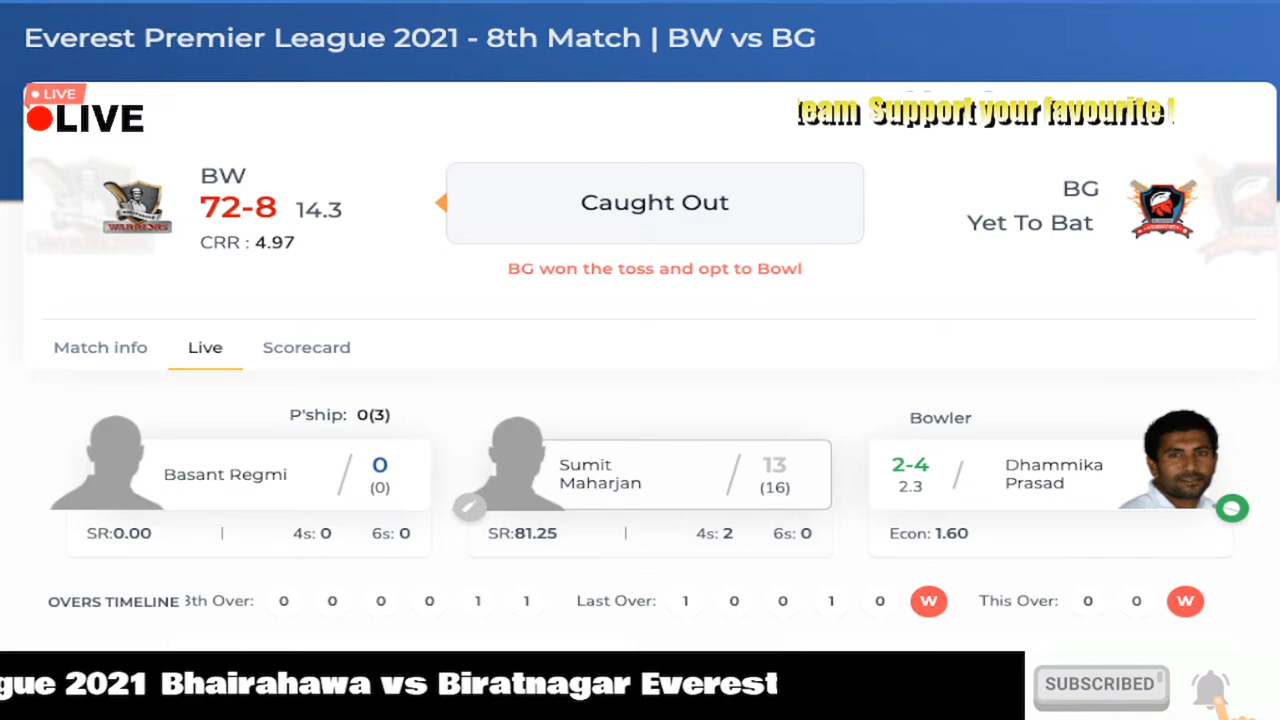 Everest Premier League 2021 - 8th Match | BW vs BG
LIVE
LIVE
team Support your favourite
BW
72-8 14.3
CRR : 4.97
WARRIORS
Caught Out
BG won the toss and opt to Bowl
BG
Yet To Bat
Match info Live Scorecard
P'ship: 0(3)
Basant Regmi 0 (0)
SR:0.00 | 4s: 0 6s: 0
Sumit Maharjan 13 (16)
SR:81.25 | 4s: 2 6s: 0
Bowler
2-4 2.3 Dhammika Prasad
Econ: 1.60
OVERS TIMELINE 3th Over: 0 0 0 0 1 1 Last Over: 1 0 0 1 0 W This Over: 0 0 W
gue 2021 Bhairahawa vs Biratnagar Everest
SUBSCRIBED